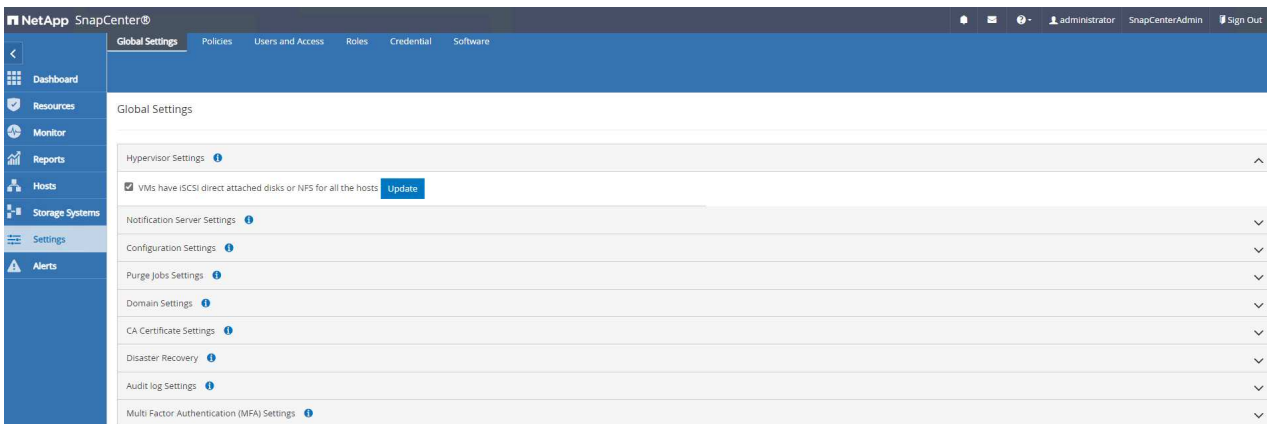 NetApp SnapCenter®
administrator SnapCenterAdmin Sign Out
Global Settings Policies Users and Access Roles Credential Software
Dashboard
Resources
Monitor
Reports
Hosts
Storage Systems
Settings
Alerts
Global Settings
Hypervisor Settings
VMs have iSCSI direct attached disks or NFS for all the hosts Update
Notification Server Settings
Configuration Settings
Purge Jobs Settings
Domain Settings
CA Certificate Settings
Disaster Recovery
Audit log Settings
Multi Factor Authentication (MFA) Settings